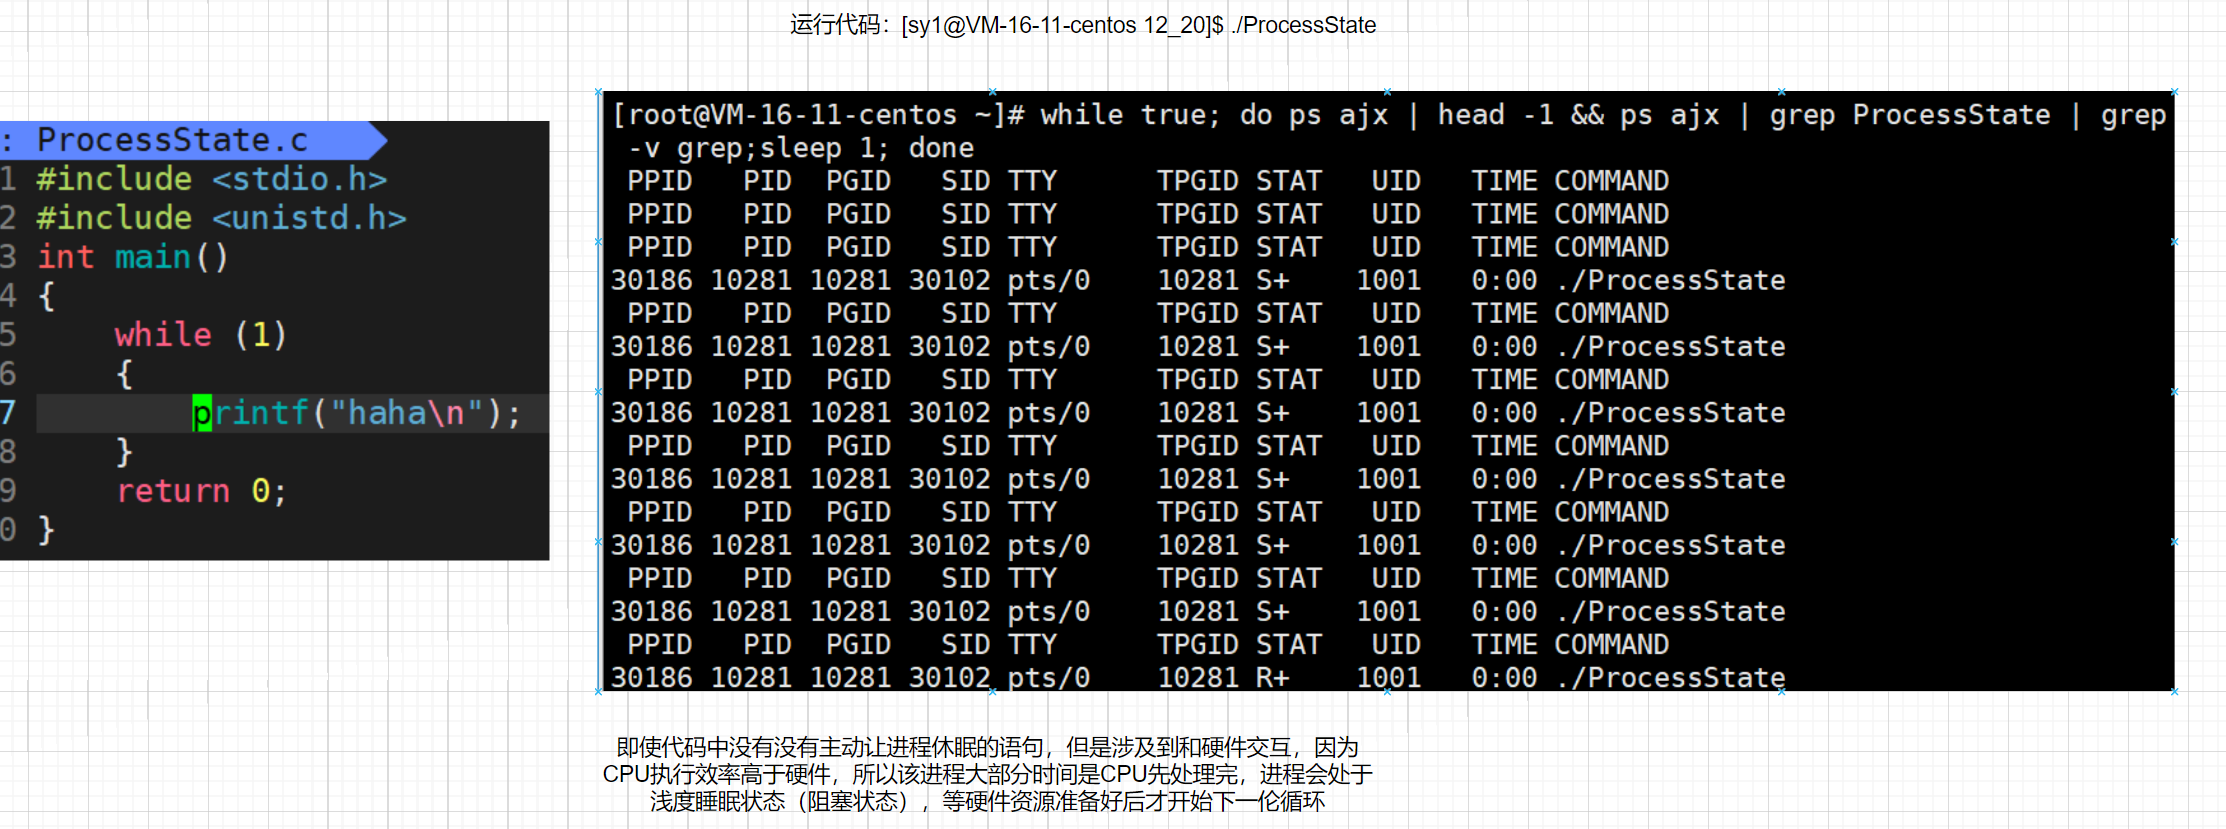 运行代码：[sy1@VM-16-11-centos 12_20]$ ./ProcessState
: ProcessState.c
1 #include <stdio.h>
2 #include <unistd.h>
3 int main()
4 {
5     while (1)
6     {
7         printf("haha\n");
8     }
9     return 0;
0 }
[root@VM-16-11-centos ~]# while true; do ps ajx | head -1 && ps ajx | grep ProcessState | grep
-v grep;sleep 1; done
PPID PID PGID SID TTY TPGID STAT UID TIME COMMAND
PPID PID PGID SID TTY TPGID STAT UID TIME COMMAND
PPID PID PGID SID TTY TPGID STAT UID TIME COMMAND
30186 10281 10281 30102 pts/0 10281 S+ 1001 0:00 ./ProcessState
PPID PID PGID SID TTY TPGID STAT UID TIME COMMAND
30186 10281 10281 30102 pts/0 10281 S+ 1001 0:00 ./ProcessState
PPID PID PGID SID TTY TPGID STAT UID TIME COMMAND
30186 10281 10281 30102 pts/0 10281 S+ 1001 0:00 ./ProcessState
PPID PID PGID SID TTY TPGID STAT UID TIME COMMAND
30186 10281 10281 30102 pts/0 10281 S+ 1001 0:00 ./ProcessState
PPID PID PGID SID TTY TPGID STAT UID TIME COMMAND
30186 10281 10281 30102 pts/0 10281 S+ 1001 0:00 ./ProcessState
PPID PID PGID SID TTY TPGID STAT UID TIME COMMAND
30186 10281 10281 30102 pts/0 10281 S+ 1001 0:00 ./ProcessState
PPID PID PGID SID TTY TPGID STAT UID TIME COMMAND
30186 10281 10281 30102 pts/0 10281 R+ 1001 0:00 ./ProcessState
即使代码中没有没有主动让进程休眠的语句，但是涉及到和硬件交互，因为
CPU执行效率高于硬件，所以该进程大部分时间是CPU先处理完，进程会处于
浅度睡眠状态（阻塞状态），等硬件资源准备好后才开始下一伦循环